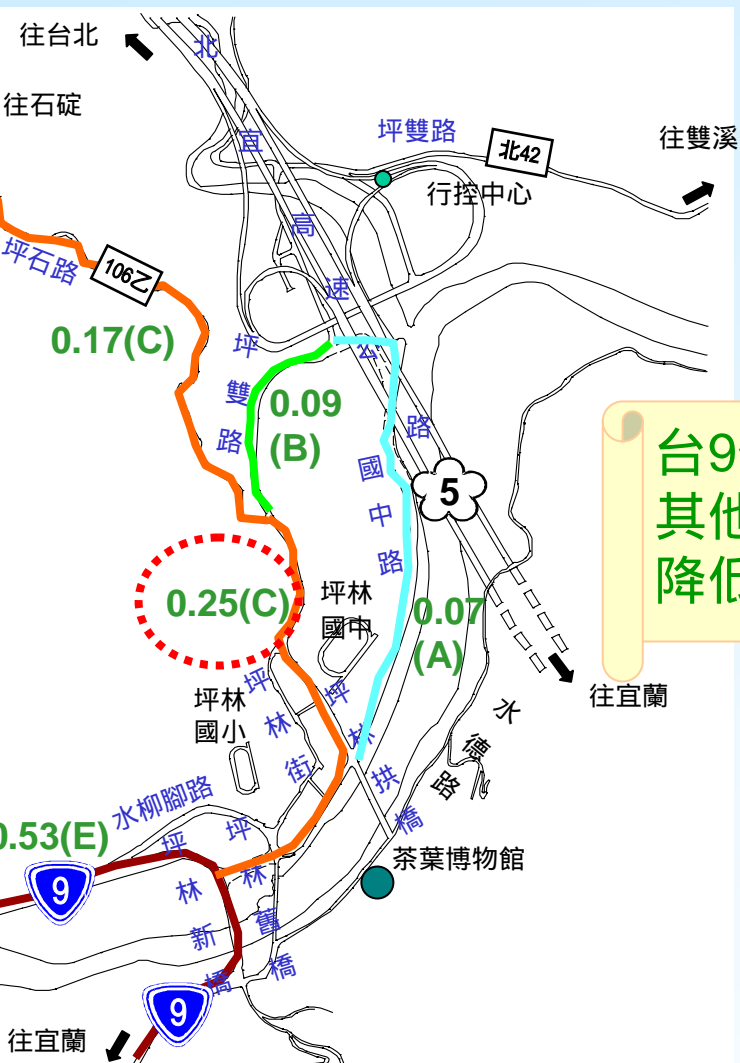 往台北
往石碇
北宜高速公路
坪雙路
北42
往雙溪
行控中心
坪石路
106乙
0.17(C)
坪雙路
0.09
(B)
國中路
5
台9
其他
降低
0.25(C)
坪林
國中
0.07
(A)
往宜蘭
坪林
國小
坪林街
坪林拱橋
水德路
水柳腳路
0.53(E)
9
坪林新橋
坪林舊橋
茶葉博物館
9
往宜蘭